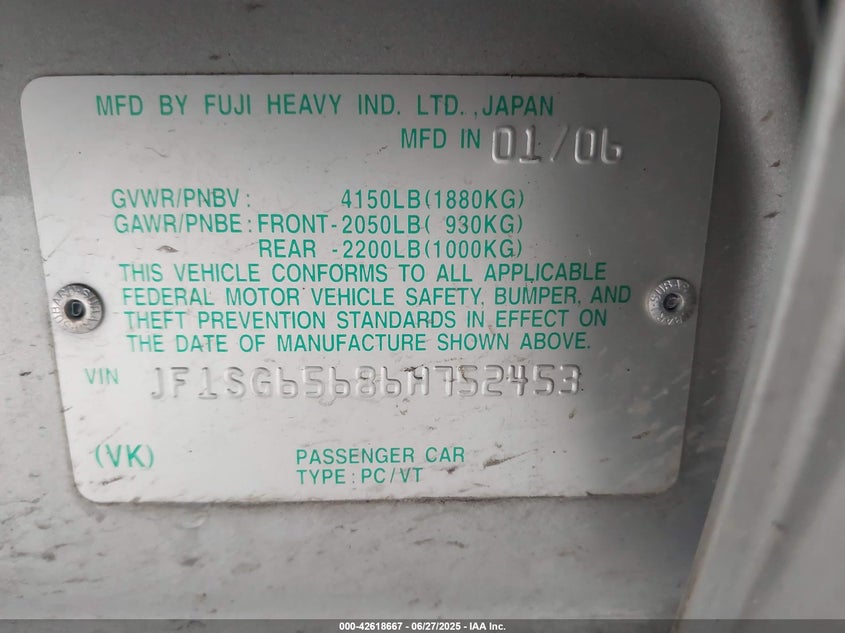 MFD BY FUJI HEAVY IND. LTD., JAPAN
MFD IN 01/06
GVWR/PNBV: 4150LB(1880KG)
GAWR/PNBE: FRONT-2050LB( 930KG)
REAR -2200LB(1000KG)
THIS VEHICLE CONFORMS TO ALL APPLICABLE
FEDERAL MOTOR VEHICLE SAFETY, BUMPER, AND
THEFT PREVENTION STANDARDS IN EFFECT ON
THE DATE OF MANUFACTURE SHOWN ABOVE.
VIN JF1SG65686H752453
(VK) PASSENGER CAR
TYPE: PC/VT
000-42618667 - 06/27/2025 - IAA Inc.